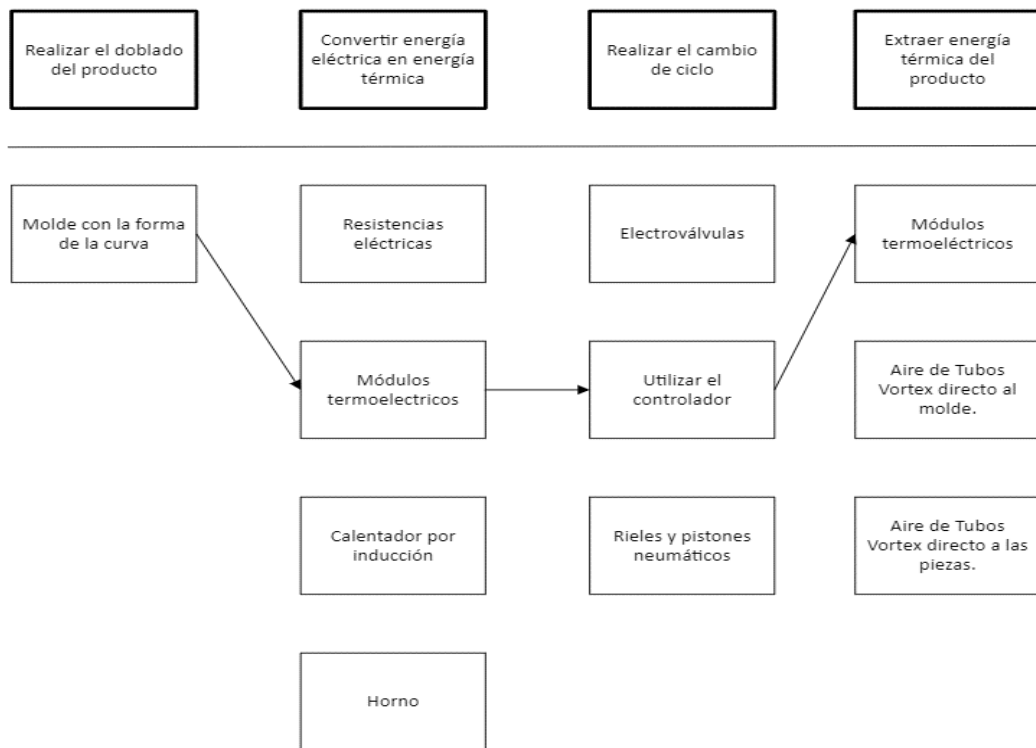 Realizar el doblado
del producto
Convertir energía
eléctrica en energía
térmica
Realizar el cambio
de ciclo
Extraer energía
térmica del
producto
Molde con la forma
de la curva
Resistencias
eléctricas
Electroválvulas
Módulos
termoeléctricos
Módulos
termoelectricos
Utilizar el
controlador
Aire de Tubos
Vortex directo al
molde.
Calentador por
inducción
Rieles y pistones
neumáticos
Aire de Tubos
Vortex directo a las
piezas.
Horno